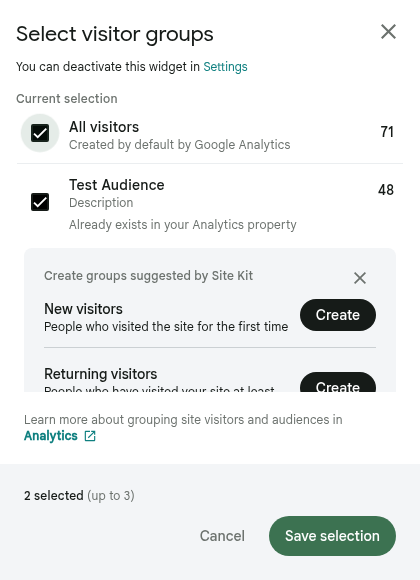 Select visitor groups
You can deactivate this widget in Settings
Current selection
All visitors 71
Created by default by Google Analytics
Test Audience 48
Description
Already exists in your Analytics property
Create groups suggested by Site Kit
New visitors
People who visited the site for the first time
Create
Returning visitors
People who have visited your site at least
Create
Learn more about grouping site visitors and audiences in
Analytics
2 selected (up to 3)
Cancel Save selection